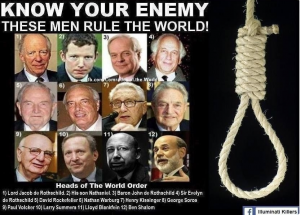 KNOW YOUR ENEMY
THESE MEN RULE THE WORLD!
1) 2) 3) 4)
5) 6) 7) 8)
9) 10) 11) 12)
Heads of The World Order
1) Lord Jacob de Rothschild. 2) His son Nathaniel. 3) Baron John de Rothschild 4) Sir Evelyn
de Rothschild 5) David Rockefeller 6) Nathan Warburg 7) Henry Kissinger 8) George Soros
9) Paul Volcker 10) Larry Summers 11) Lloyd Blankfein 12) Ben Shalom
Illuminati Killers